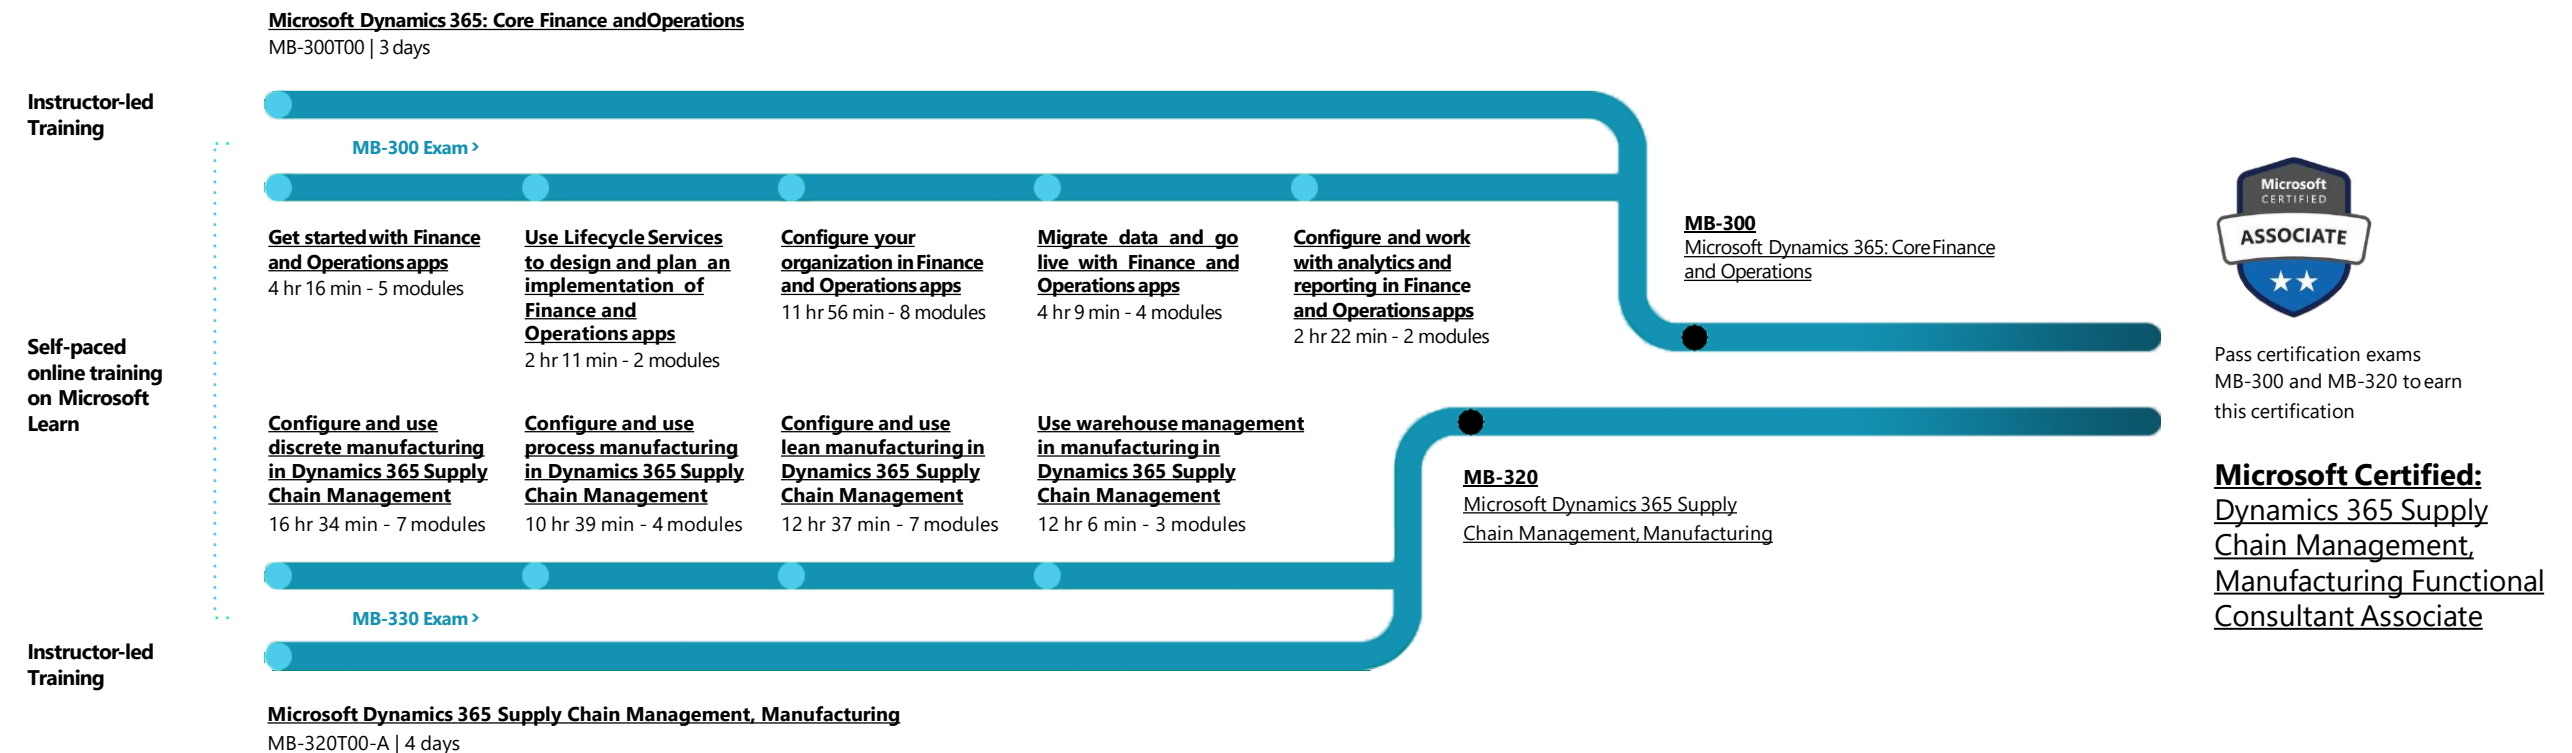 Microsoft Dynamics 365: Core Finance andOperations
MB-300T00 | 3 days
Instructor-led
Training
MB-300 Exam >
Get started with Finance
and Operations apps
4 hr 16 min - 5 modules
Use Lifecycle Services
to design and plan an
implementation of
Finance and
Operations apps
2 hr 11 min - 2 modules
Configure your
organization in Finance
and Operations apps
11 hr 56 min - 8 modules
Migrate data and go
live with Finance and
Operations apps
4 hr 9 min - 4 modules
Configure and work
with analytics and
reporting in Finance
and Operations apps
2 hr 22 min - 2 modules
MB-300
Microsoft Dynamics 365: Core Finance
and Operations
Self-paced
online training
on Microsoft
Learn
Configure and use
discrete manufacturing
in Dynamics 365 Supply
Chain Management
16 hr 34 min - 7 modules
Configure and use
process manufacturing
in Dynamics 365 Supply
Chain Management
10 hr 39 min - 4 modules
Configure and use
lean manufacturing in
Dynamics 365 Supply
Chain Management
12 hr 37 min - 7 modules
Use warehouse management
in manufacturing in
Dynamics 365 Supply
Chain Management
12 hr 6 min - 3 modules
MB-320
Microsoft Dynamics 365 Supply
Chain Management, Manufacturing
MB-330 Exam >
Instructor-led
Training
Microsoft Dynamics 365 Supply Chain Management, Manufacturing
MB-320T00-A | 4 days
Microsoft
CERTIFIED
ASSOCIATE
Pass certification exams
MB-300 and MB-320 to earn
this certification
Microsoft Certified:
Dynamics 365 Supply
Chain Management,
Manufacturing Functional
Consultant Associate